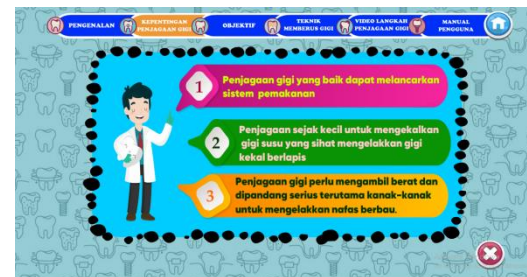 PENGENALAN
KEPENTINGAN
PENJAGAAN GIGI
OBJEKTIF
TEKNIK
MEMBERUS GIGI
VIDEO LANGKAH
PENJAGAAN GIGI
MANUAL
PENGGUNA
1
Penjagaan gigi yang baik dapat melancarkan
sistem pemakanan
2
Penjagaan sejak kecil untuk mengekalkan
gigi susu yang sihat mengelakkan gigi
kekal berlapis
3
Penjagaan gigi perlu mengambil berat dan
dipandang serius terutama kanak-kanak
untuk mengelakkan nafas berbau.